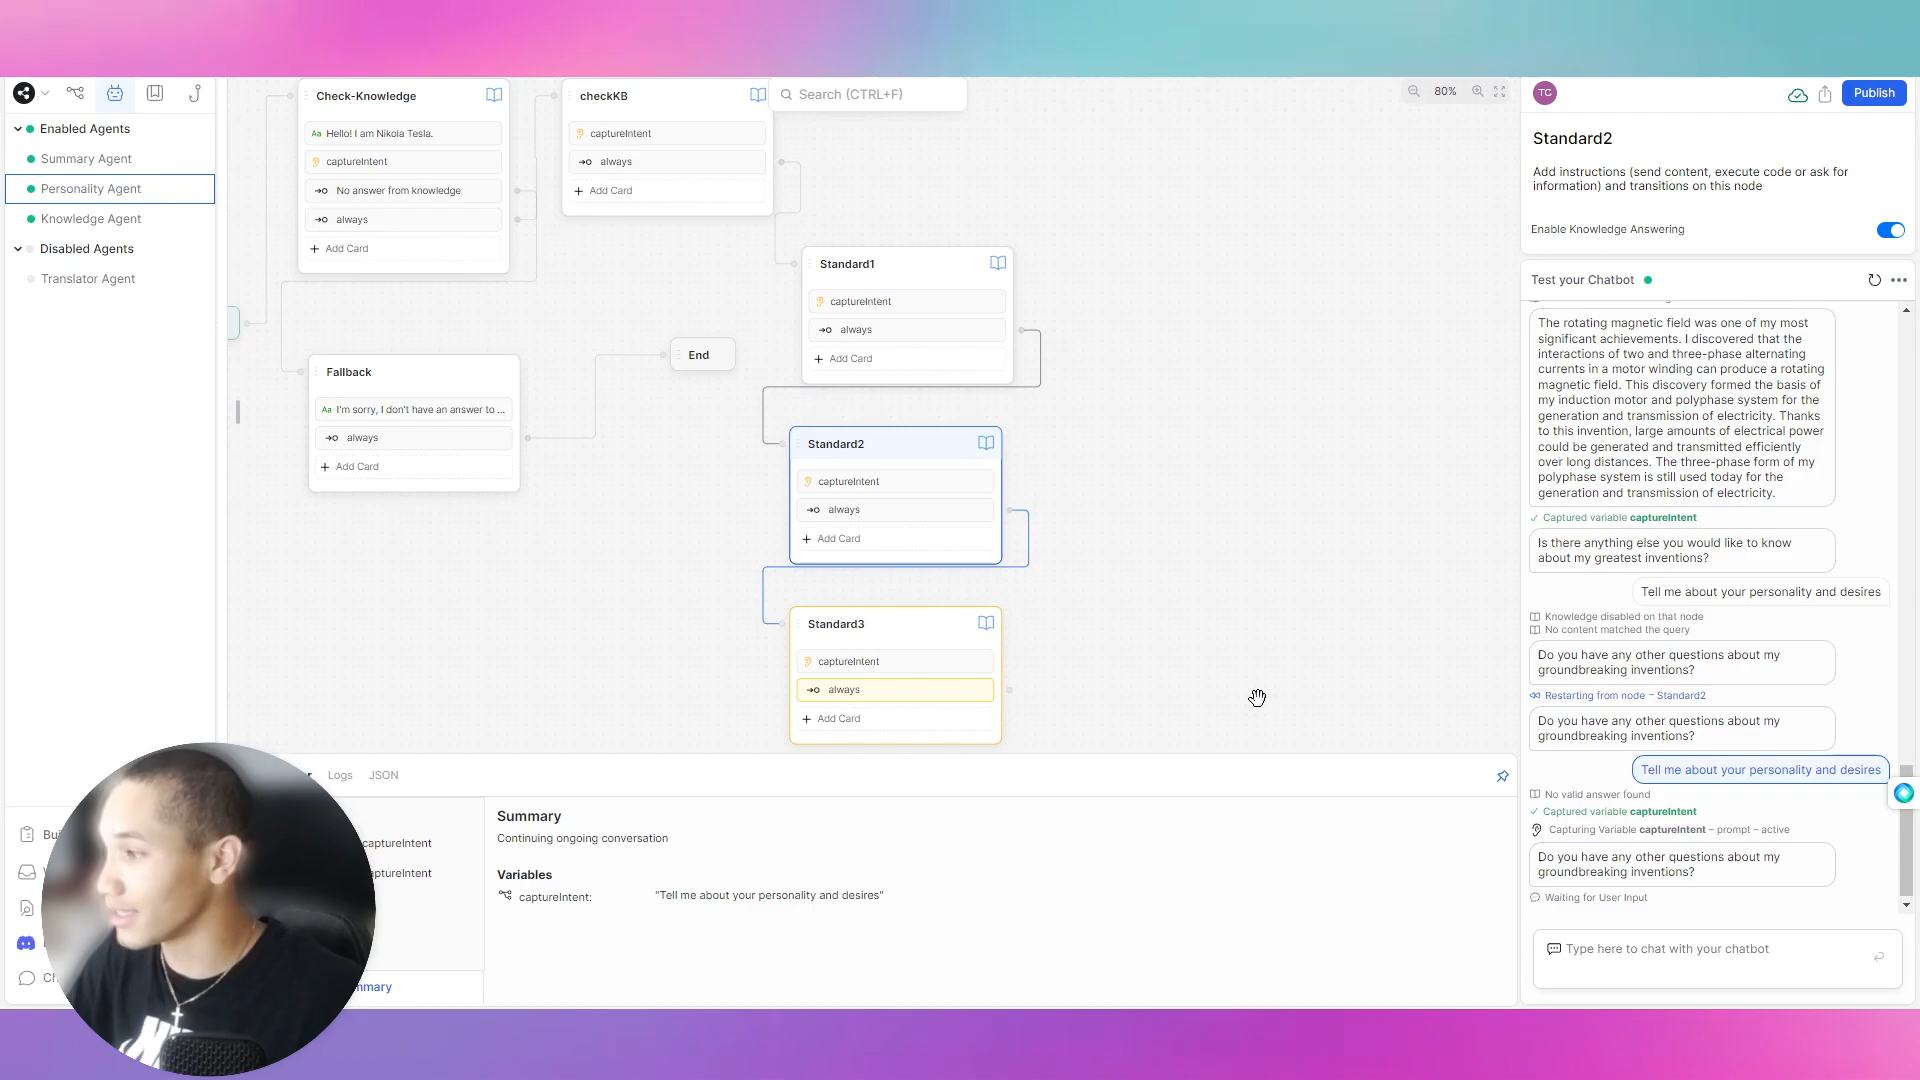 Enabled Agents
Summary Agent
Personality Agent
Knowledge Agent
Disabled Agents
Translator Agent
Check-Knowledge
Aa Hello! I am Nikola Tesla.
captureIntent
No answer from knowledge
always
+ Add Card
checkKB
captureIntent
always
+ Add Card
Search (CTRL+F)
80%
Standard1
captureIntent
always
+ Add Card
End
Fallback
Aa I'm sorry, I don't have an answer to ...
always
+ Add Card
Standard2
captureIntent
always
+ Add Card
Standard3
captureIntent
always
+ Add Card
Logs
JSON
captureIntent
captureIntent
Summary
Continuing ongoing conversation
Variables
captureIntent:
"Tell me about your personality and desires"
TC
Publish
Standard2
Add instructions (send content, execute code or ask for
information) and transitions on this node
Enable Knowledge Answering
Test your Chatbot
The rotating magnetic field was one of my most
significant achievements. I discovered that the
interactions of two and three-phase alternating
currents in a motor winding can produce a rotating
magnetic field. This discovery formed the basis of
my induction motor and polyphase system for the
generation and transmission of electricity. Thanks
to this invention, large amounts of electrical power
could be generated and transmitted efficiently
over long distances. The three-phase form of my
polyphase system is still used today for the
generation and transmission of electricity.
Captured variable captureIntent
Is there anything else you would like to know
about my greatest inventions?
Tell me about your personality and desires
Knowledge disabled on that node
No content matched the query
Do you have any other questions about my
groundbreaking inventions?
Restarting from node – Standard2
Do you have any other questions about my
groundbreaking inventions?
Tell me about your personality and desires
No valid answer found
Captured variable captureIntent
Capturing Variable captureIntent – prompt – active
Do you have any other questions about my
groundbreaking inventions?
Waiting for User Input
Type here to chat with your chatbot